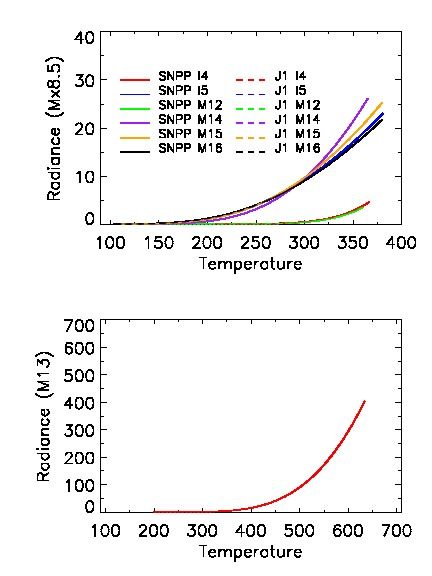 40
30
20
10
0
Radiance (Mx8.5)
SNPP I4
SNPP I5
SNPP M12
SNPP M14
SNPP M15
SNPP M16
J1 I4
J1 I5
J1 M12
J1 M14
J1 M15
J1 M16
100 150 200 250 300 350 400
Temperature
700
600
500
400
300
200
100
0
Radiance (M13)
100 200 300 400 500 600 700
Temperature